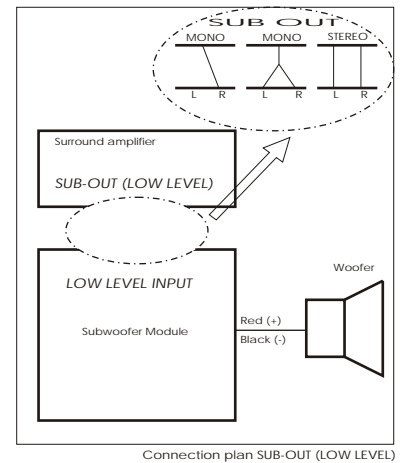 SUB OUT
MONO MONO STEREO
L R L R L R
Surround amplifier
SUB-OUT (LOW LEVEL)
LOW LEVEL INPUT
Woofer
Subwoofer Module
Red (+)
Black (-)
Connection plan SUB-OUT (LOW LEVEL)